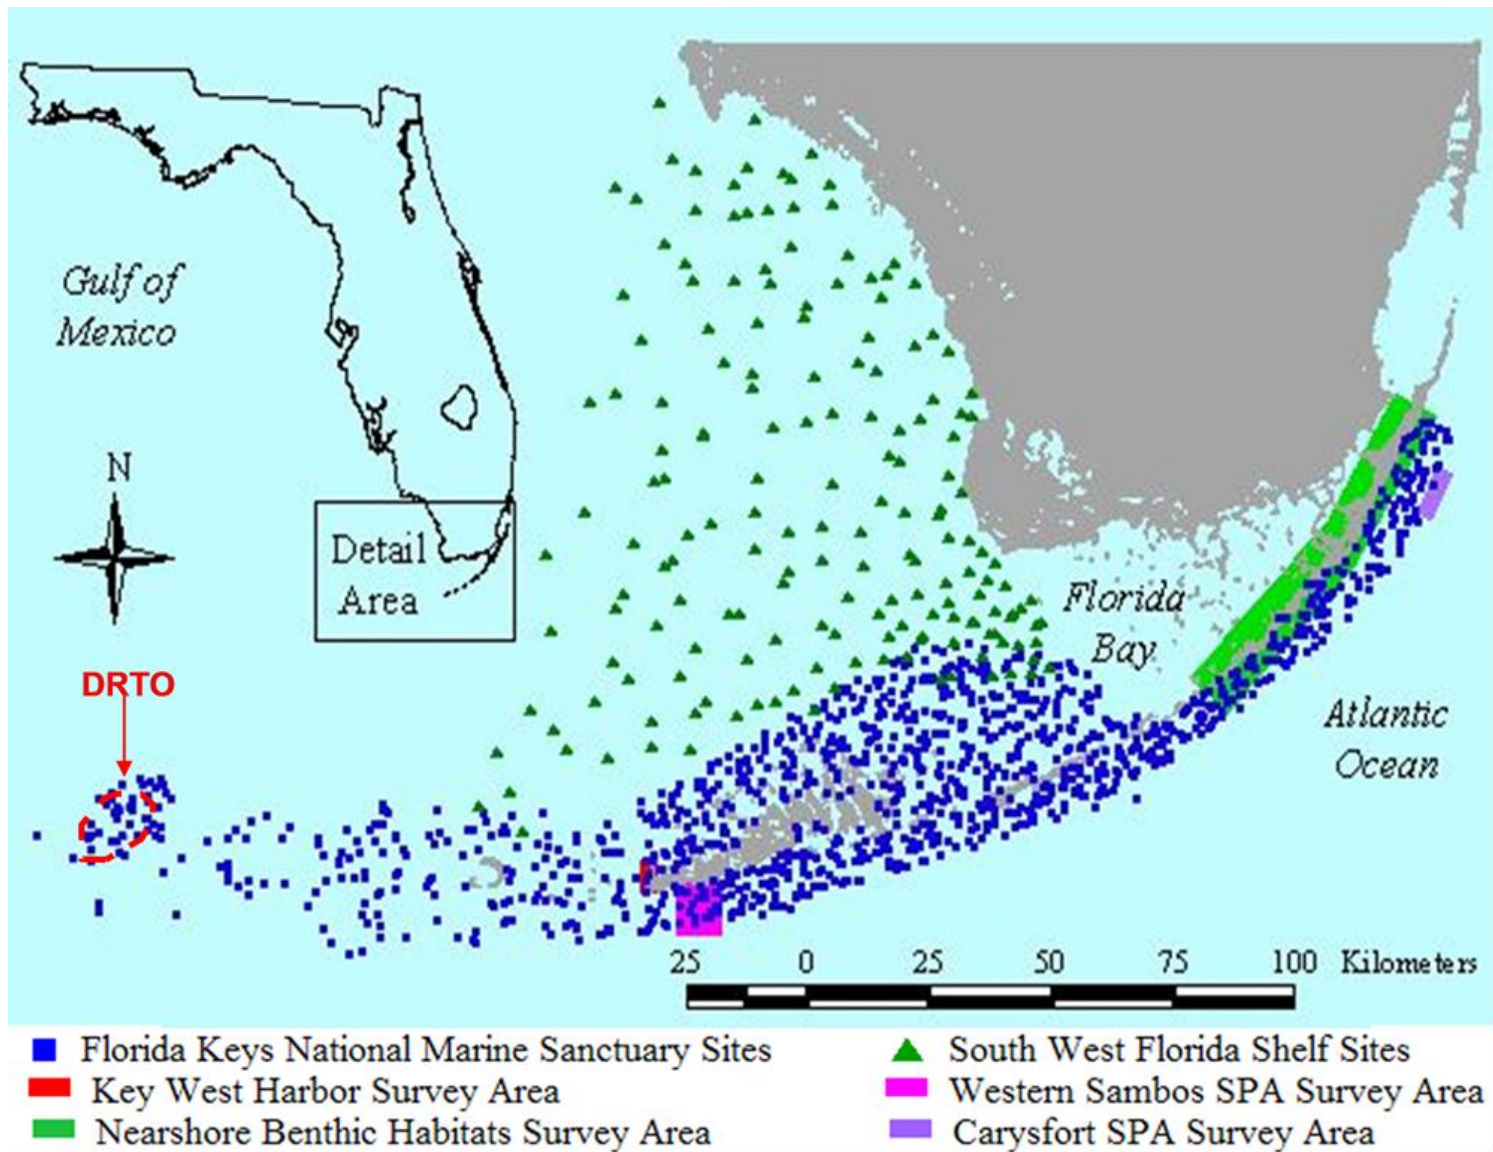 Gulf of
Mexico
N
Detail
Area
DRTO
Florida
Bay
Atlantic
Ocean
25 0 25 50 75 100 Kilometers
Florida Keys National Marine Sanctuary Sites
South West Florida Shelf Sites
Key West Harbor Survey Area
Western Sambos SPA Survey Area
Nearshore Benthic Habitats Survey Area
Carysfort SPA Survey Area